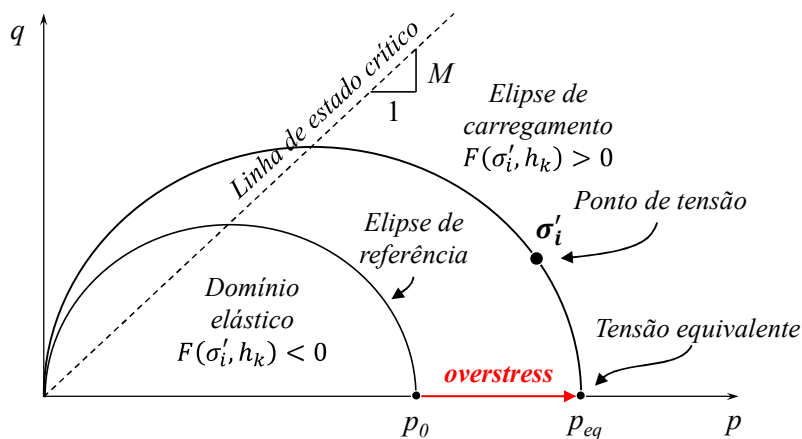 q
Linha de estado crítico
M
1
Elipse de
carregamento
F(σ′ᵢ, hₖ) > 0
Ponto de tensão
σ′ᵢ
Elipse de
referência
Domínio
elástico
F(σ′ᵢ, hₖ) < 0
Tensão equivalente
overstress
p₀
p_eq
p